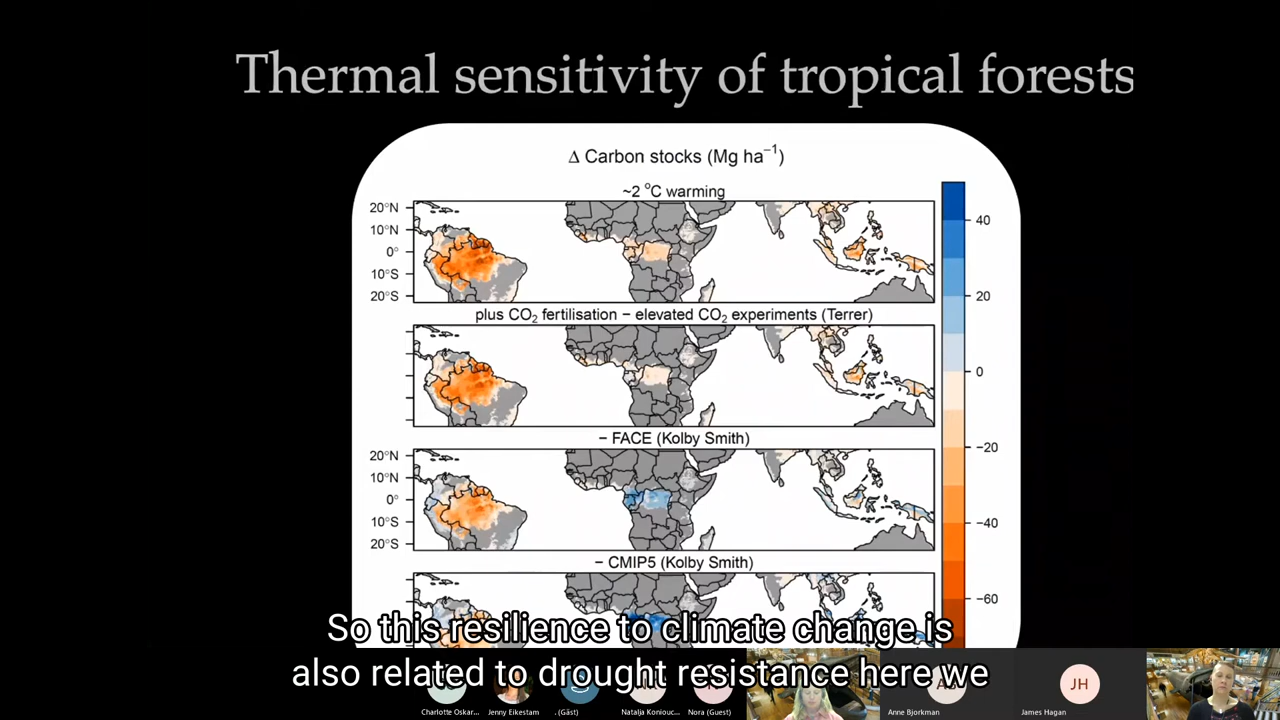 Thermal sensitivity of tropical forests
Δ Carbon stocks (Mg ha⁻¹)
~2 °C warming
20°N
10°N
0°
10°S
20°S
plus CO₂ fertilisation − elevated CO₂ experiments (Terrer)
− FACE (Kolby Smith)
20°N
10°N
0°
10°S
20°S
− CMIP5 (Kolby Smith)
40
20
0
−20
−40
−60
So this resilience to climate change is
also related to drought resistance here we
JH
Charlotte Oskar...
Jenny Eikestam
. (Gäst)
Natalja Koniouc...
Nora (Guest)
Anne Bjorkman
James Hagan